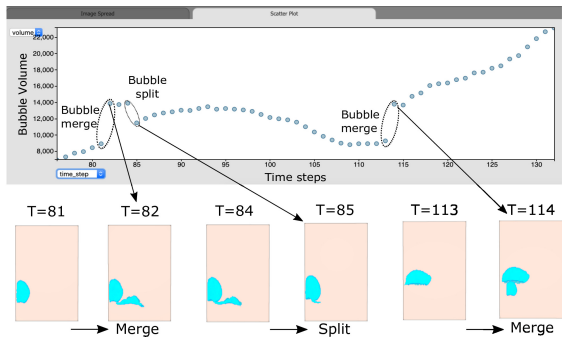 Image Spread
Scatter Plot
volume
Bubble Volume
22,000
20,000
18,000
16,000
14,000
12,000
10,000
8,000
Bubble
merge
Bubble
split
Bubble
merge
80
85
90
95
100
105
110
115
120
125
130
time_step
Time steps
T=81
T=82
T=84
T=85
T=113
T=114
Merge
Split
Merge